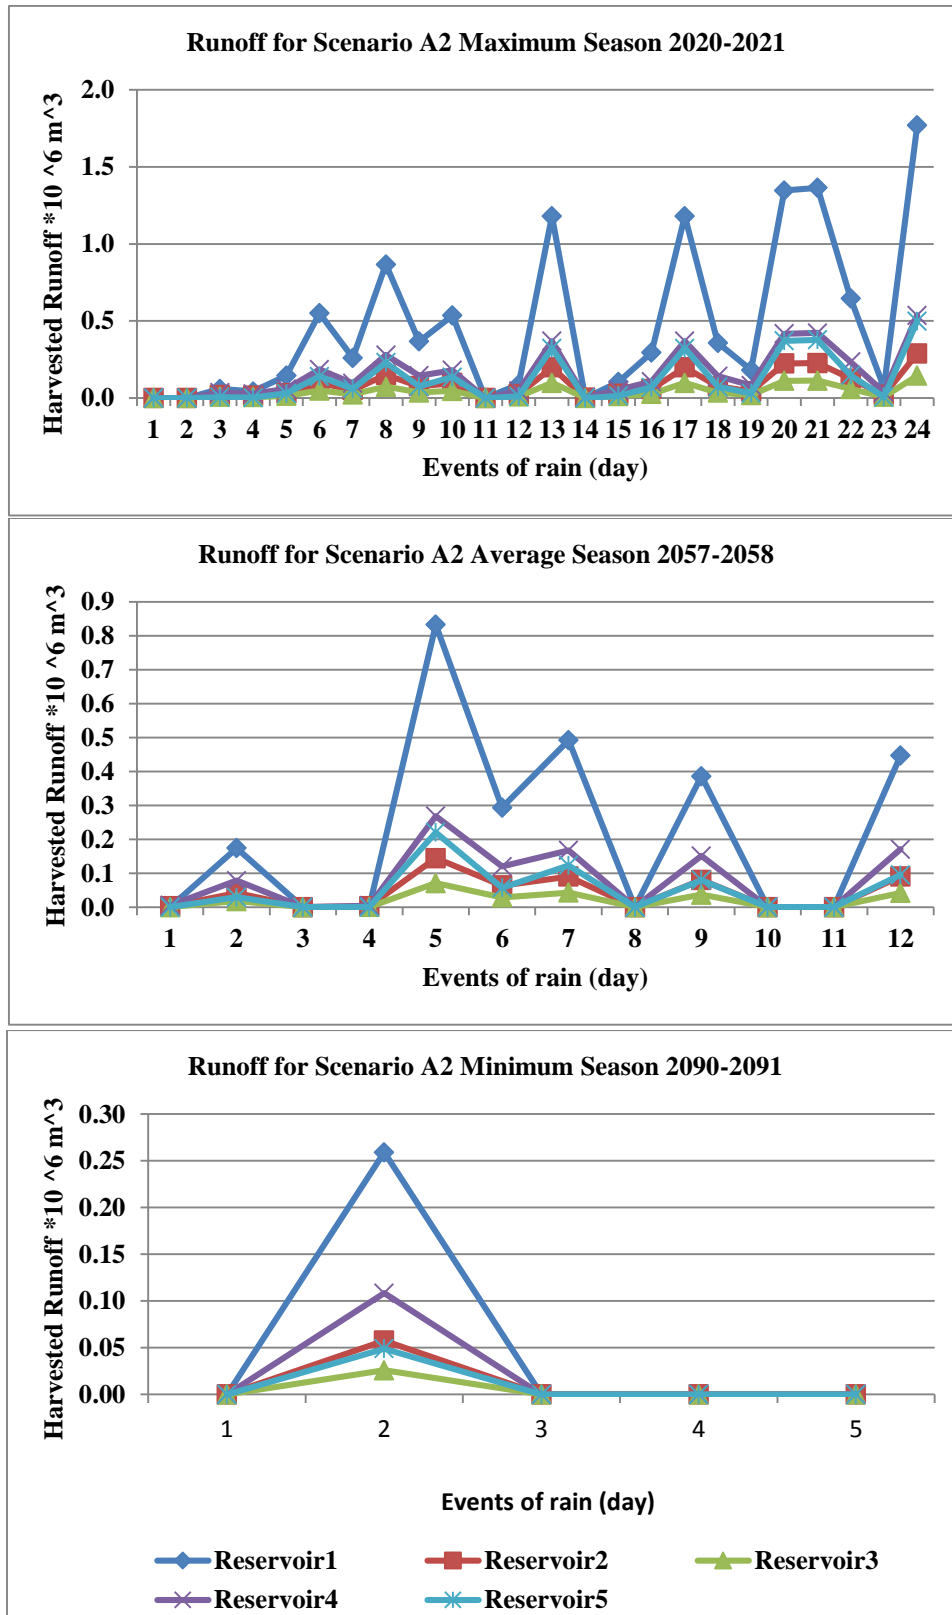 Runoff for Scenario A2 Maximum Season 2020-2021
Harvested Runoff *10 ^6 m^3
2.0
1.5
1.0
0.5
0.0
1 2 3 4 5 6 7 8 9 10 11 12 13 14 15 16 17 18 19 20 21 22 23 24
Events of rain (day)
Runoff for Scenario A2 Average Season 2057-2058
Harvested Runoff *10 ^6 m^3
0.9
0.8
0.7
0.6
0.5
0.4
0.3
0.2
0.1
0.0
1 2 3 4 5 6 7 8 9 10 11 12
Events of rain (day)
Runoff for Scenario A2 Minimum Season 2090-2091
Harvested Runoff *10 ^6 m^3
0.30
0.25
0.20
0.15
0.10
0.05
0.00
1 2 3 4 5
Events of rain (day)
Reservoir1 Reservoir2 Reservoir3
Reservoir4 Reservoir5